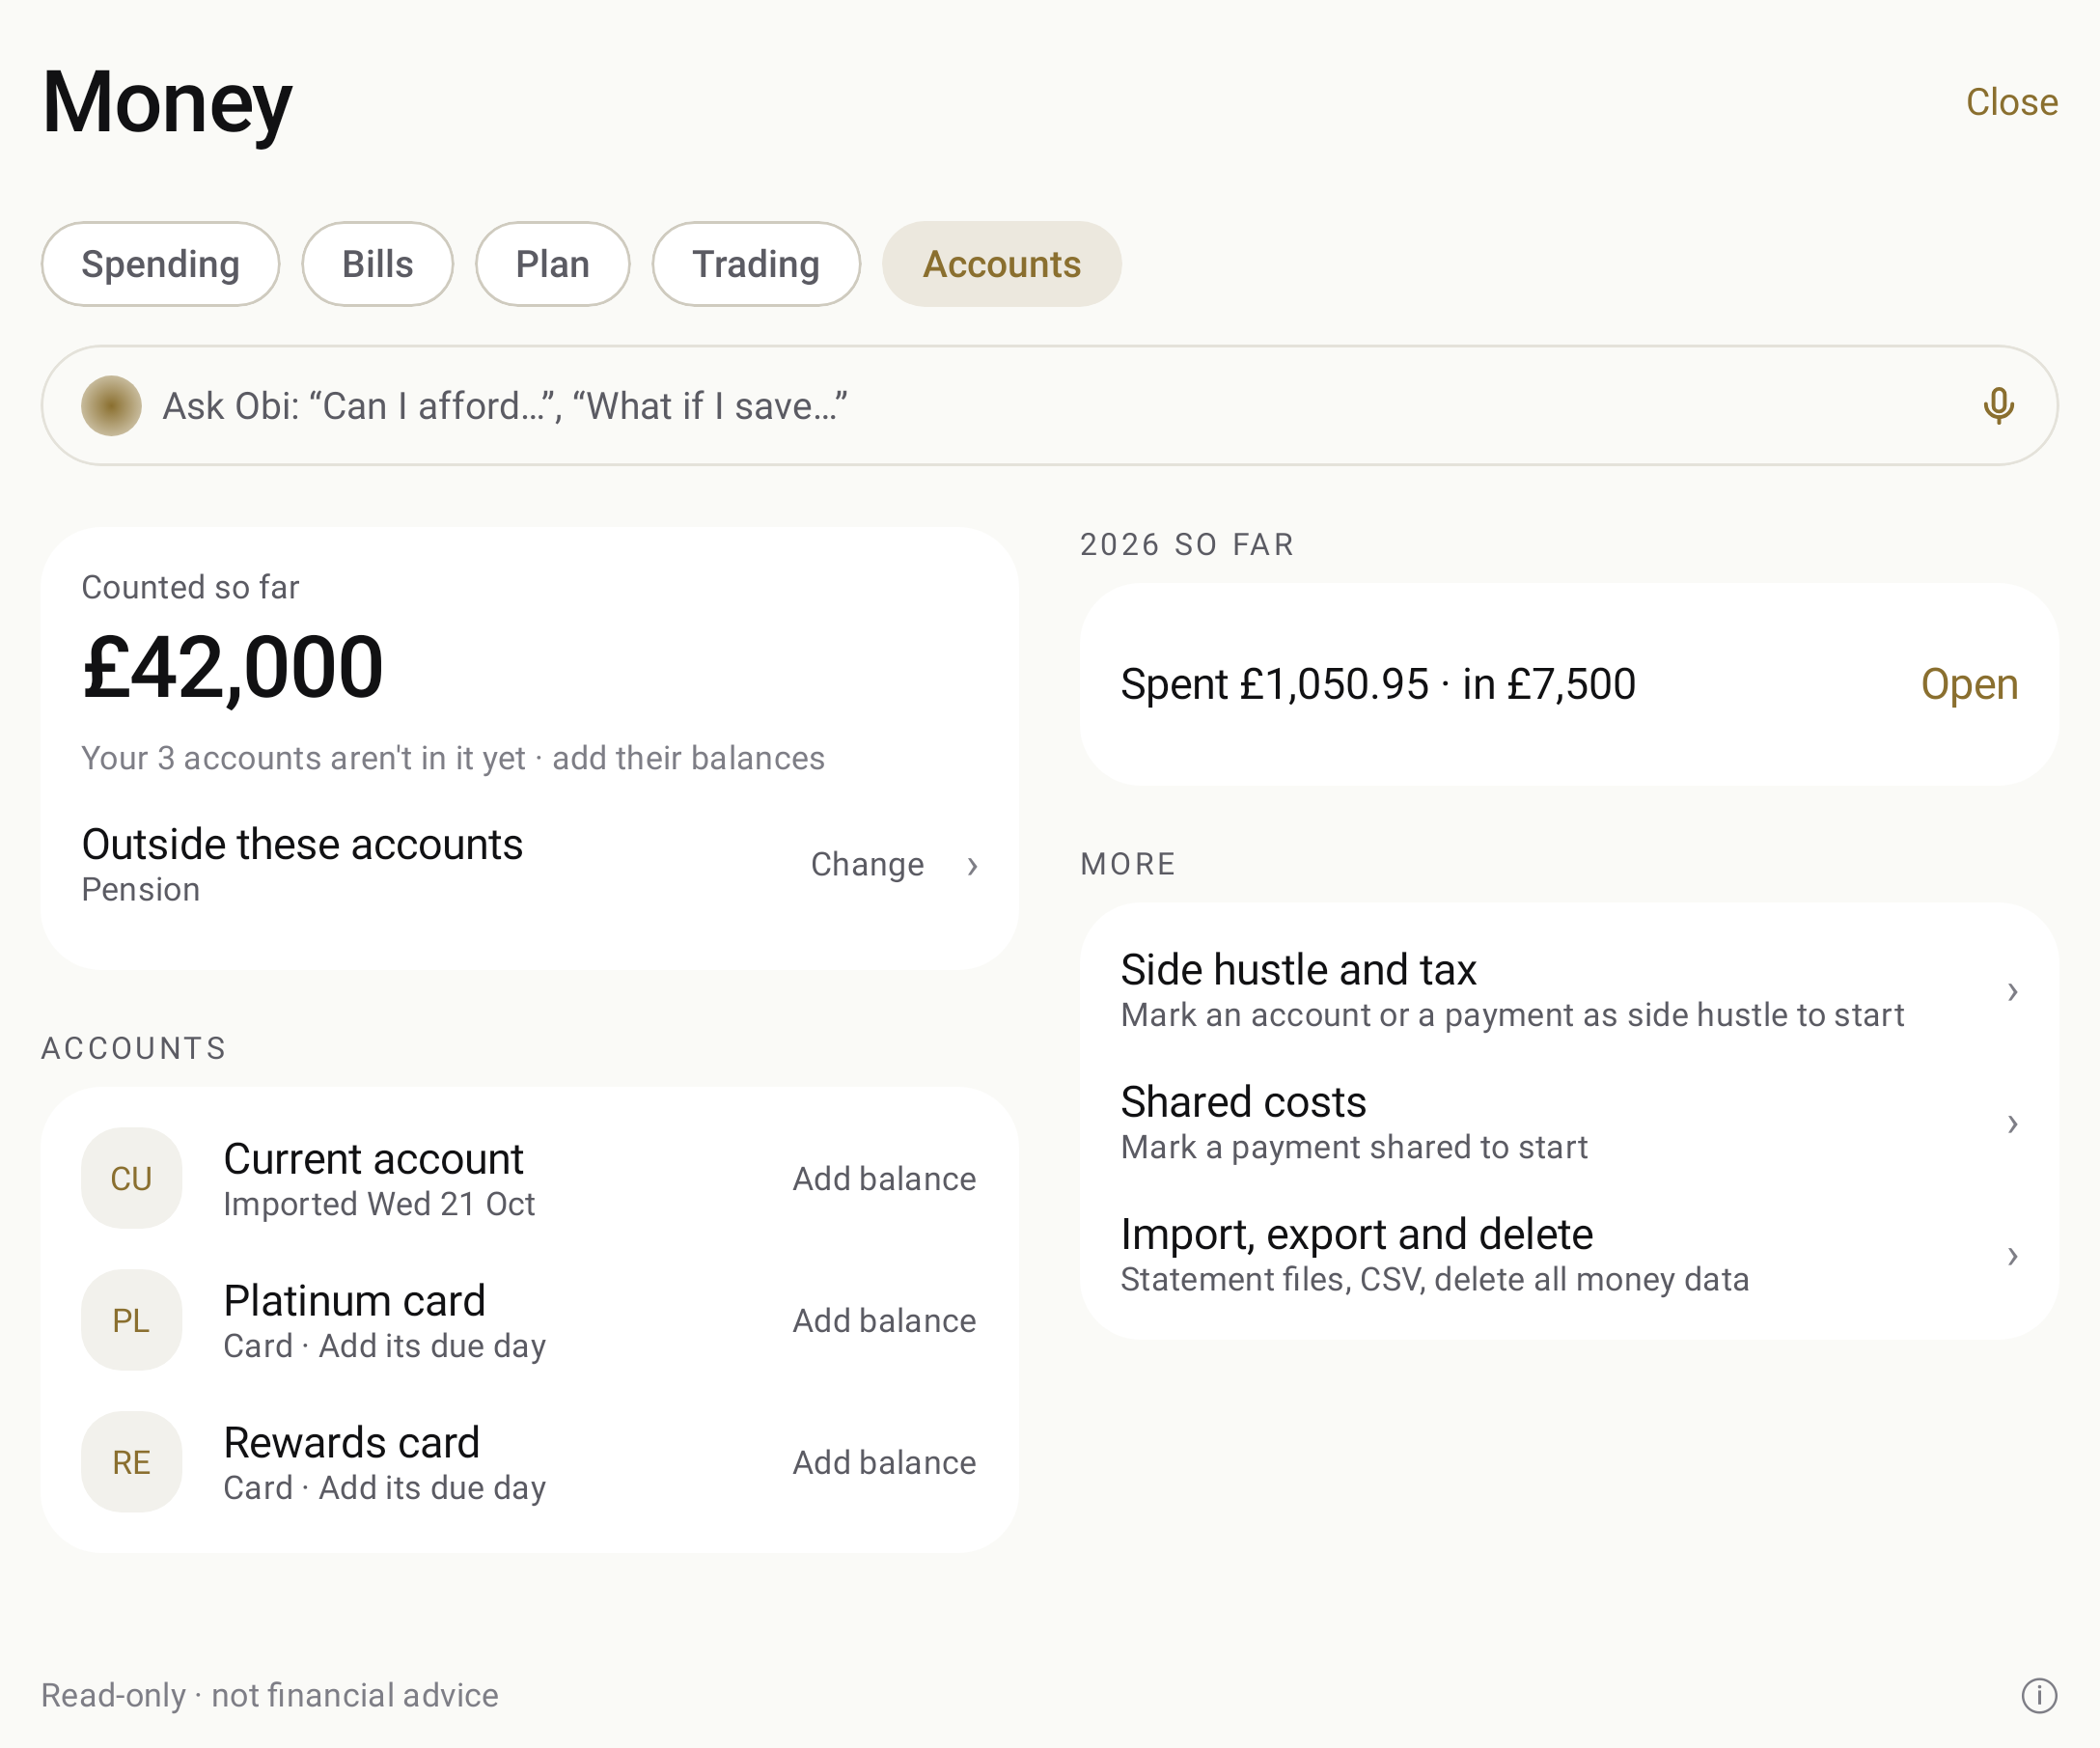 Money
Close
Spending
Bills
Plan
Trading
Accounts
Ask Obi: “Can I afford…”, “What if I save…”
Counted so far
£42,000
Your 3 accounts aren't in it yet · add their balances
Outside these accounts
Pension
Change ›
ACCOUNTS
CU
Current account
Imported Wed 21 Oct
Add balance
PL
Platinum card
Card · Add its due day
Add balance
RE
Rewards card
Card · Add its due day
Add balance
2026 SO FAR
Spent £1,050.95 · in £7,500
Open
MORE
Side hustle and tax
Mark an account or a payment as side hustle to start
›
Shared costs
Mark a payment shared to start
›
Import, export and delete
Statement files, CSV, delete all money data
›
Read-only · not financial advice